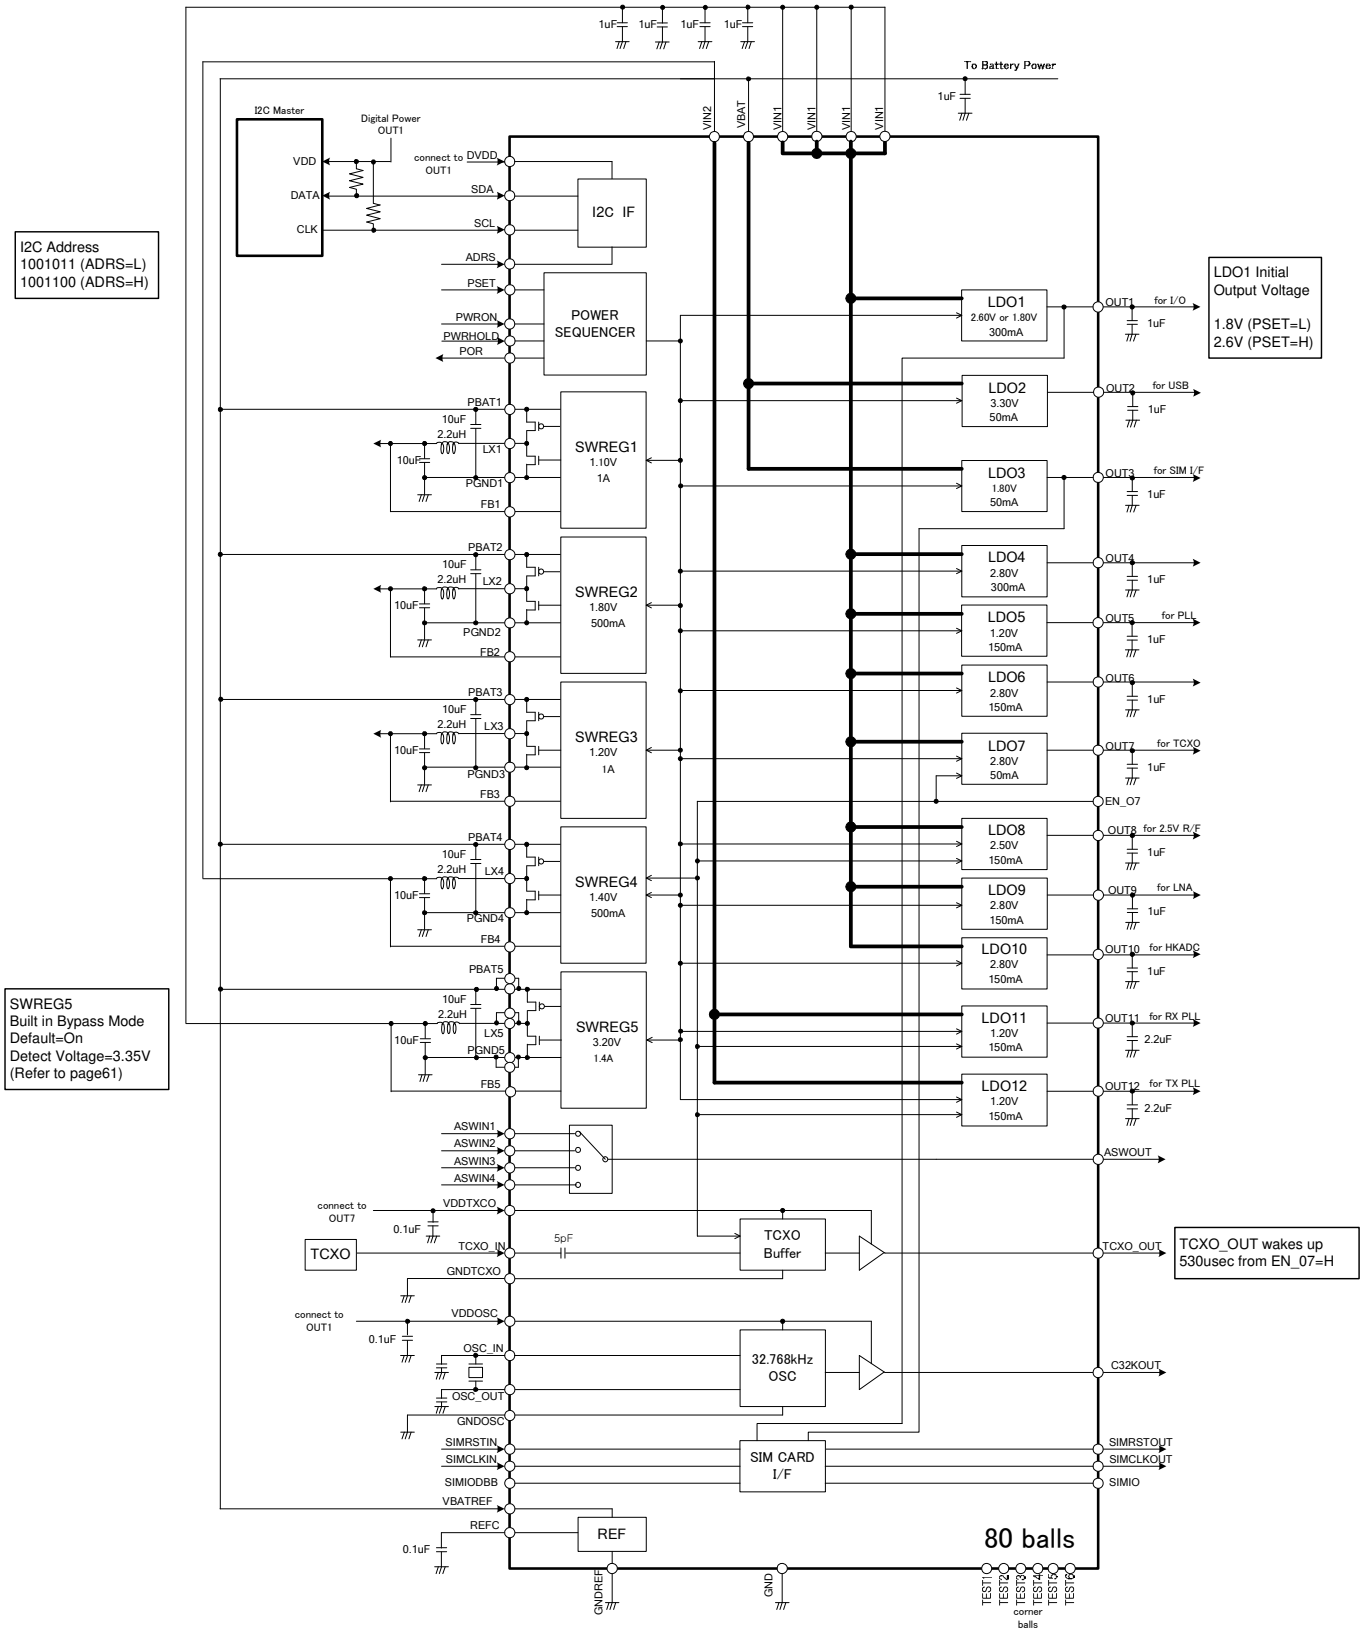 1uF
1uF
1uF
1uF
To Battery Power
1uF
VIN2
VBAT
VIN1
VIN1
VIN1
VIN1
I2C Master
Digital Power
OUT1
VDD
DATA
CLK
connect to
OUT1
DVDD
SDA
SCL
ADRS
I2C IF
I2C Address
1001011 (ADRS=L)
1001100 (ADRS=H)
PSET
PWRON
PWRHOLD
POR
POWER
SEQUENCER
LDO1
2.60V or 1.80V
300mA
OUT1
for I/O
1uF
LDO1 Initial
Output Voltage
1.8V (PSET=L)
2.6V (PSET=H)
LDO2
3.30V
50mA
OUT2
for USB
1uF
PBAT1
10uF
2.2uH
LX1
10uF
PGND1
FB1
SWREG1
1.10V
1A
LDO3
1.80V
50mA
OUT3
for SIM I/F
1uF
PBAT2
10uF
2.2uH
LX2
10uF
PGND2
FB2
SWREG2
1.80V
500mA
LDO4
2.80V
300mA
OUT4
1uF
LDO5
1.20V
150mA
OUT5
for PLL
1uF
LDO6
2.80V
150mA
OUT6
1uF
PBAT3
10uF
2.2uH
LX3
10uF
PGND3
FB3
SWREG3
1.20V
1A
LDO7
2.80V
50mA
OUT7
for TCXO
1uF
EN_O7
PBAT4
10uF
2.2uH
LX4
10uF
PGND4
FB4
SWREG4
1.40V
500mA
LDO8
2.50V
150mA
OUT8
for 2.5V R/F
1uF
LDO9
2.80V
150mA
OUT9
for LNA
1uF
LDO10
2.80V
150mA
OUT10
for HKADC
1uF
SWREG5
Built in Bypass Mode
Default=On
Detect Voltage=3.35V
(Refer to page61)
PBAT5
10uF
2.2uH
LX5
10uF
PGND5
FB5
SWREG5
3.20V
1.4A
LDO11
1.20V
150mA
OUT11
for RX PLL
2.2uF
LDO12
1.20V
150mA
OUT12
for TX PLL
2.2uF
ASWIN1
ASWIN2
ASWIN3
ASWIN4
ASWOUT
connect to
OUT7
VDDTXCO
0.1uF
TCXO
TCXO_IN
5pF
TCXO
Buffer
TCXO_OUT
TCXO_OUT wakes up
530usec from EN_07=H
GNDTCXO
connect to
OUT1
VDDOSC
0.1uF
OSC_IN
OSC_OUT
GNDOSC
32.768kHz
OSC
C32KOUT
SIMRSTIN
SIMCLKIN
SIMIODBB
SIM CARD
I/F
SIMRSTOUT
SIMCLKOUT
SIMIO
VBATREF
REFC
0.1uF
REF
80 balls
GNDREF
GND
TEST1
TEST2
TEST3
TEST4
TEST5
TEST6
corner
balls